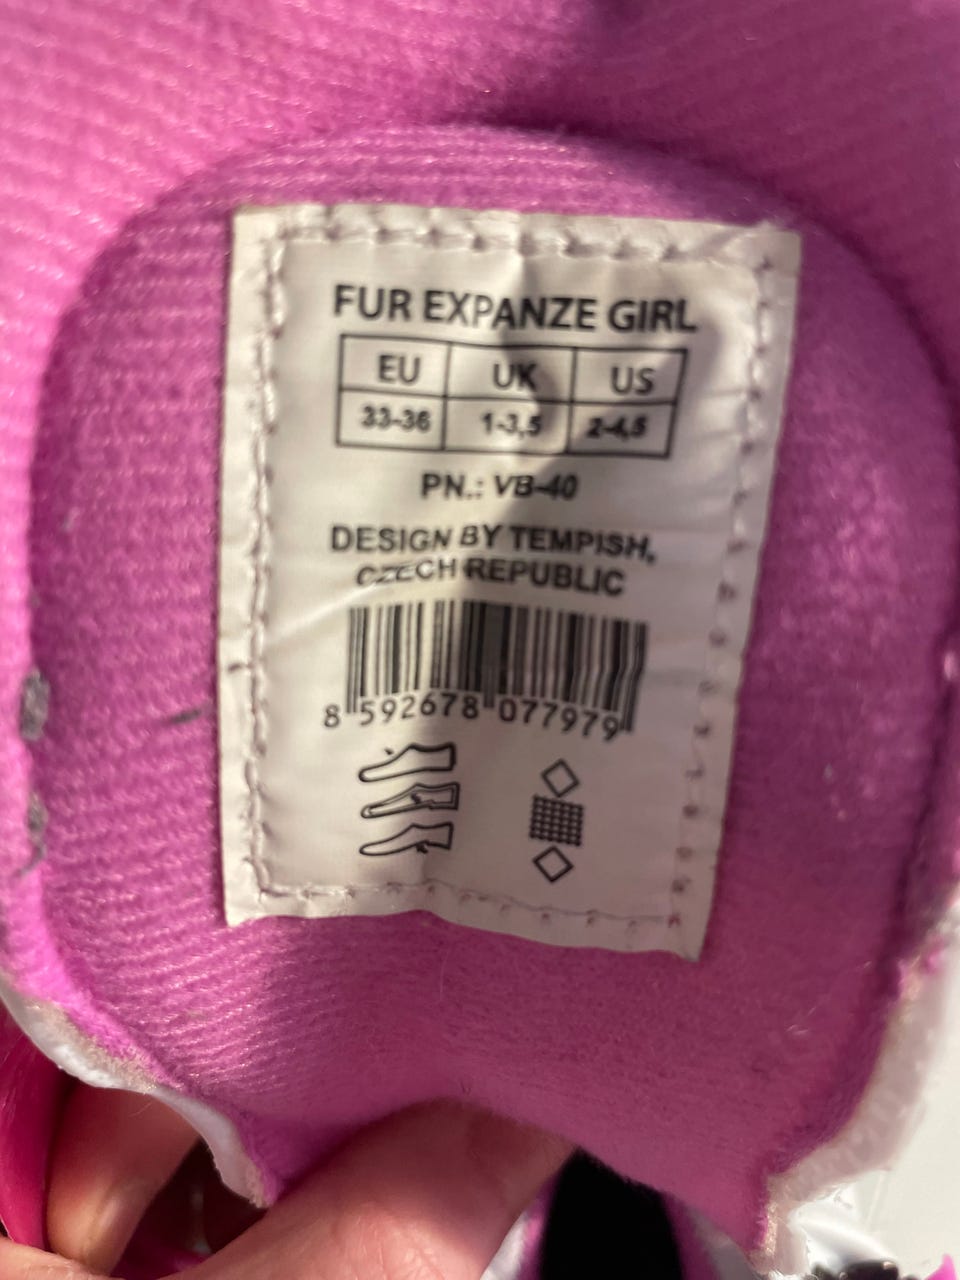 FUR EXPANZE GIRL
EU UK US
33-36 1-3,5 2-4,5
PN.: VB-40
DESIGN BY TEMPISH,
CZECH REPUBLIC
8 592678 077979